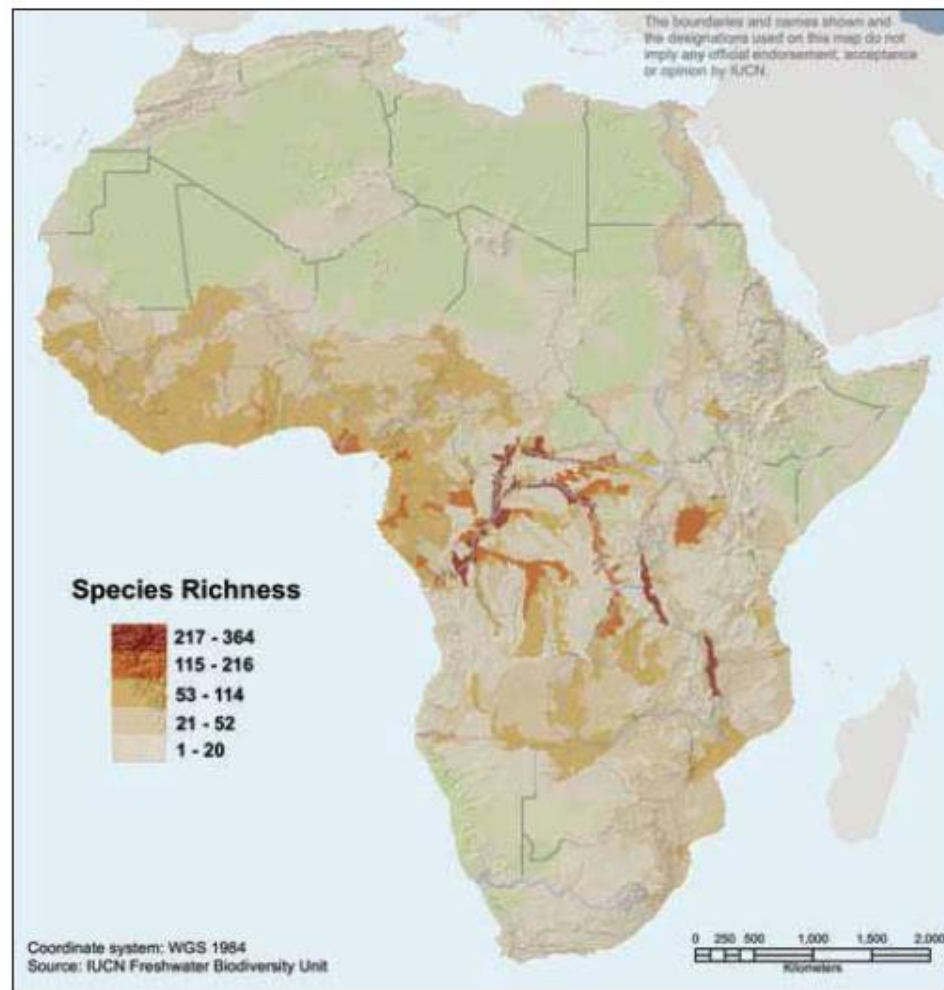 The boundaries and names shown and
the designations used on this map do not
imply any official endorsement, acceptance
or opinion by IUCN.
Species Richness
217 - 364
115 - 216
53 - 114
21 - 52
1 - 20
Coordinate system: WGS 1984
Source: IUCN Freshwater Biodiversity Unit
0 250 500 1,000 1,500 2,000
Kilometers